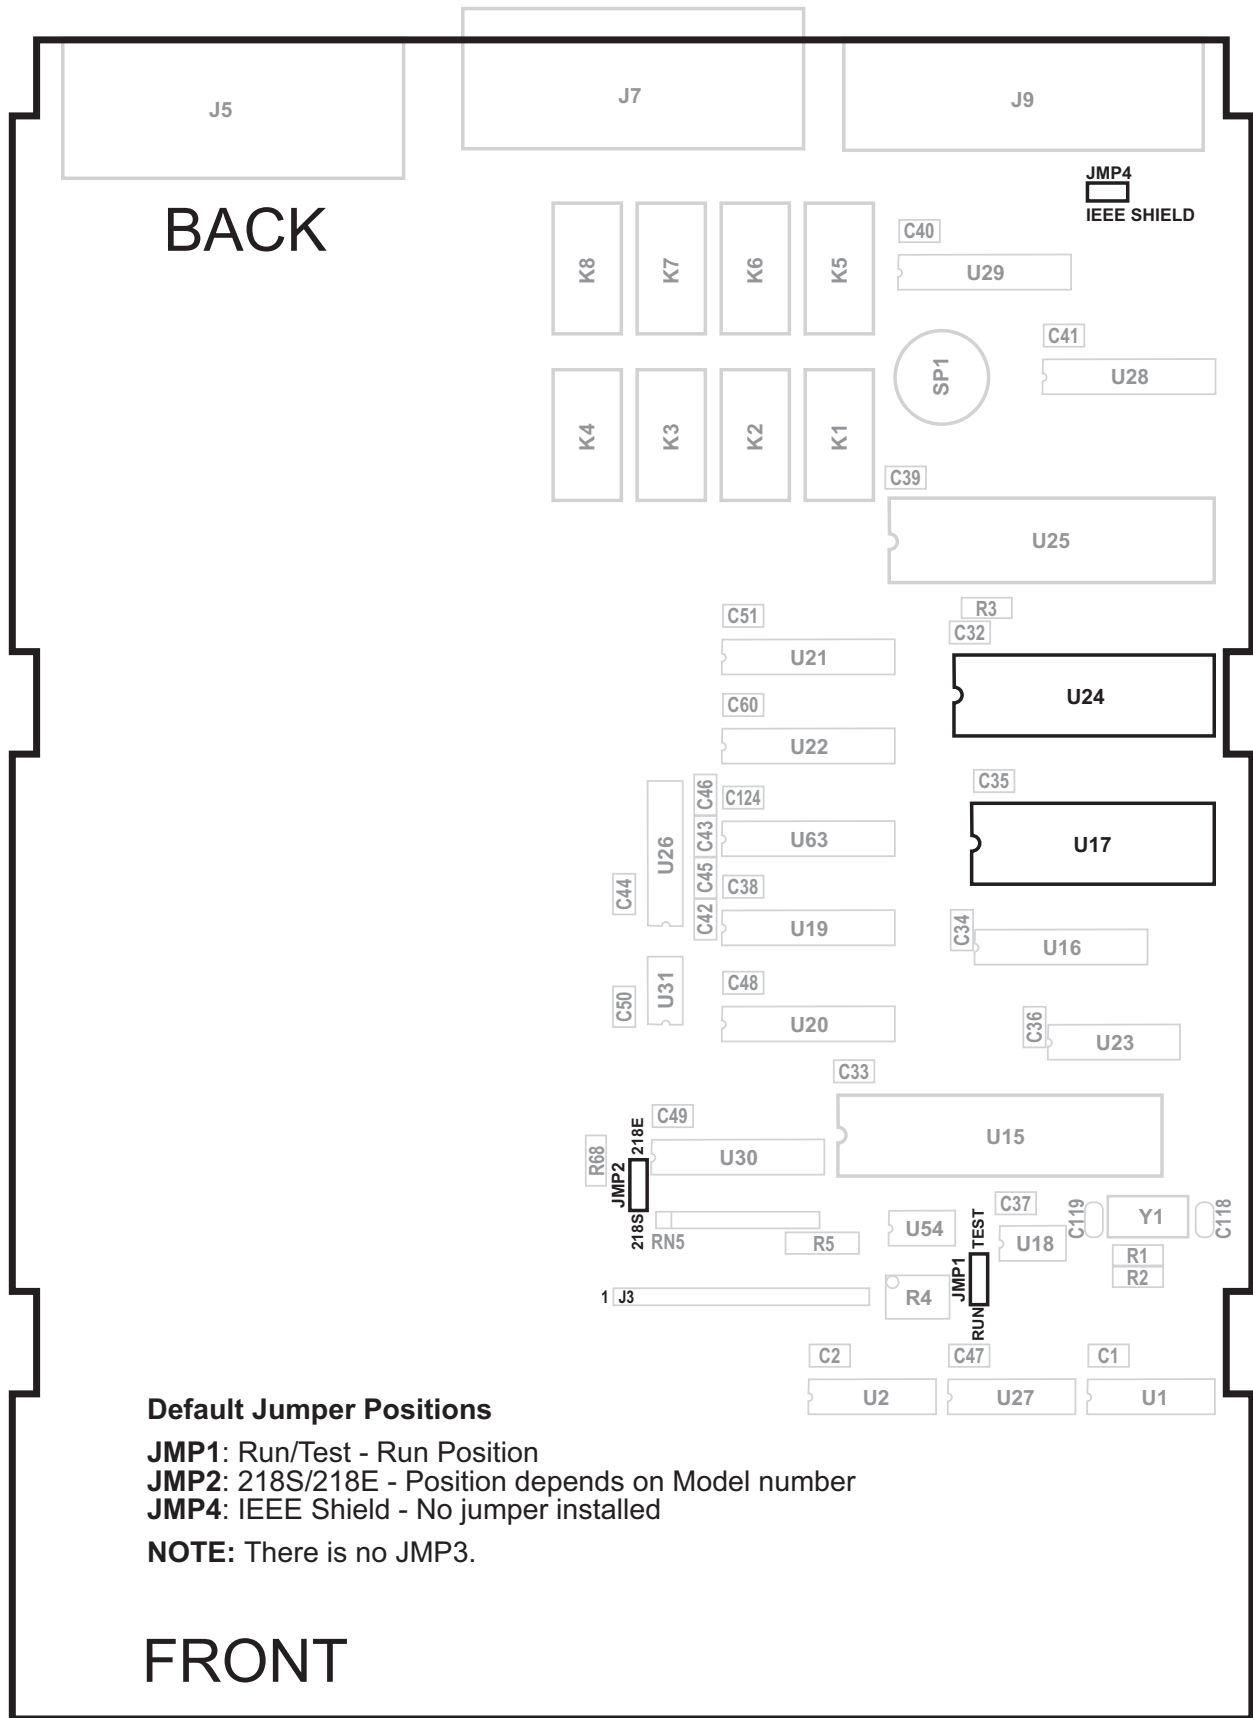 J5
J7
J9
JMP4
IEEE SHIELD
BACK
C40
U29
K8
K7
K6
K5
C41
U28
SP1
K4
K3
K2
K1
C39
U25
R3
C51
C32
U21
U24
C60
U22
C35
C46
C124
U26
C43
U63
U17
C45
C38
C44
C42
U19
C34
U16
U31
C48
C50
U20
C36
U23
C33
C49
218E
U30
U15
R68
JMP2
218S
RN5
R5
U54
C37
TEST
U18
C119
Y1
C118
R1
R2
JMP1
1 J3
R4
RUN
C2
C47
C1
U2
U27
U1
Default Jumper Positions
JMP1: Run/Test - Run Position
JMP2: 218S/218E - Position depends on Model number
JMP4: IEEE Shield - No jumper installed
NOTE: There is no JMP3.
FRONT